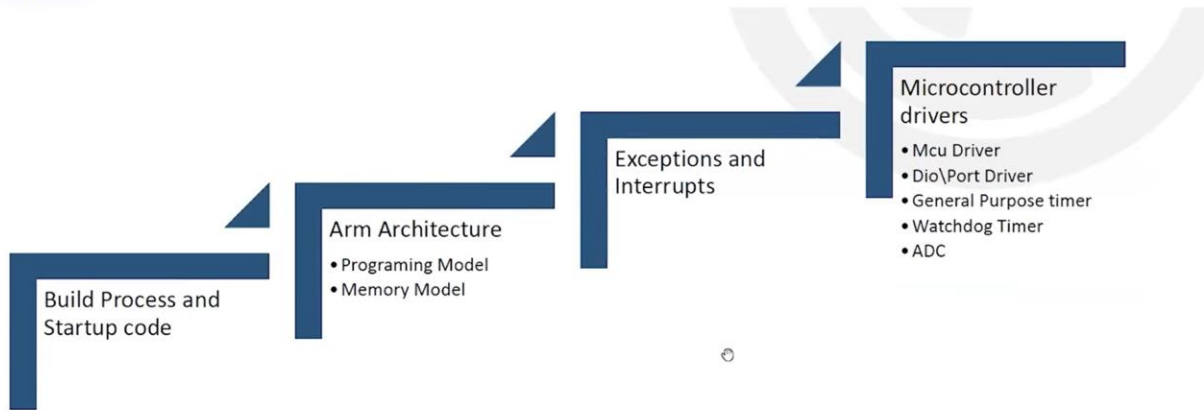 Build Process and
Startup code
Arm Architecture
• Programing Model
• Memory Model
Exceptions and
Interrupts
Microcontroller
drivers
• Mcu Driver
• Dio\Port Driver
• General Purpose timer
• Watchdog Timer
• ADC